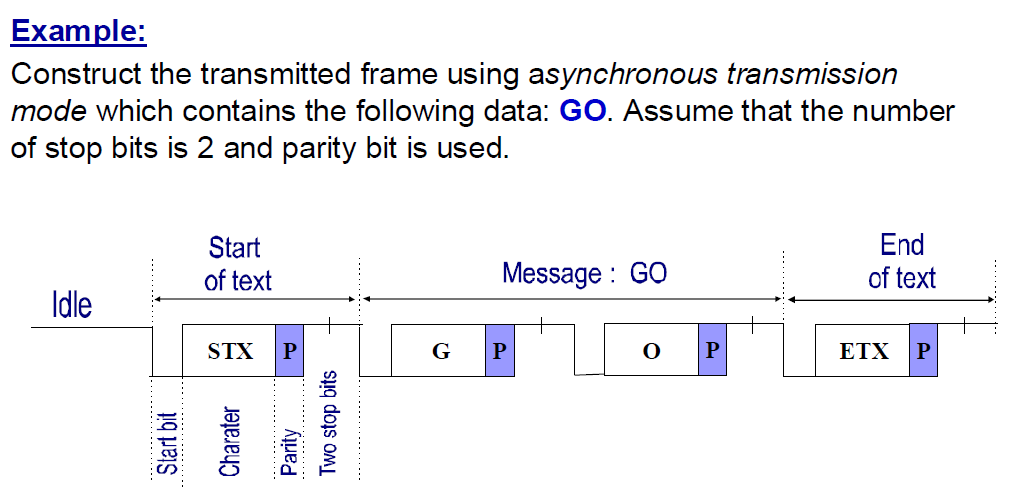 Example:
Construct the transmitted frame using asynchronous transmission
mode which contains the following data: GO. Assume that the number
of stop bits is 2 and parity bit is used.
Start
of text
Message : GO
End
of text
Idle
STX P G P O P ETX P
Start bit
Charater
Parity
Two stop bits